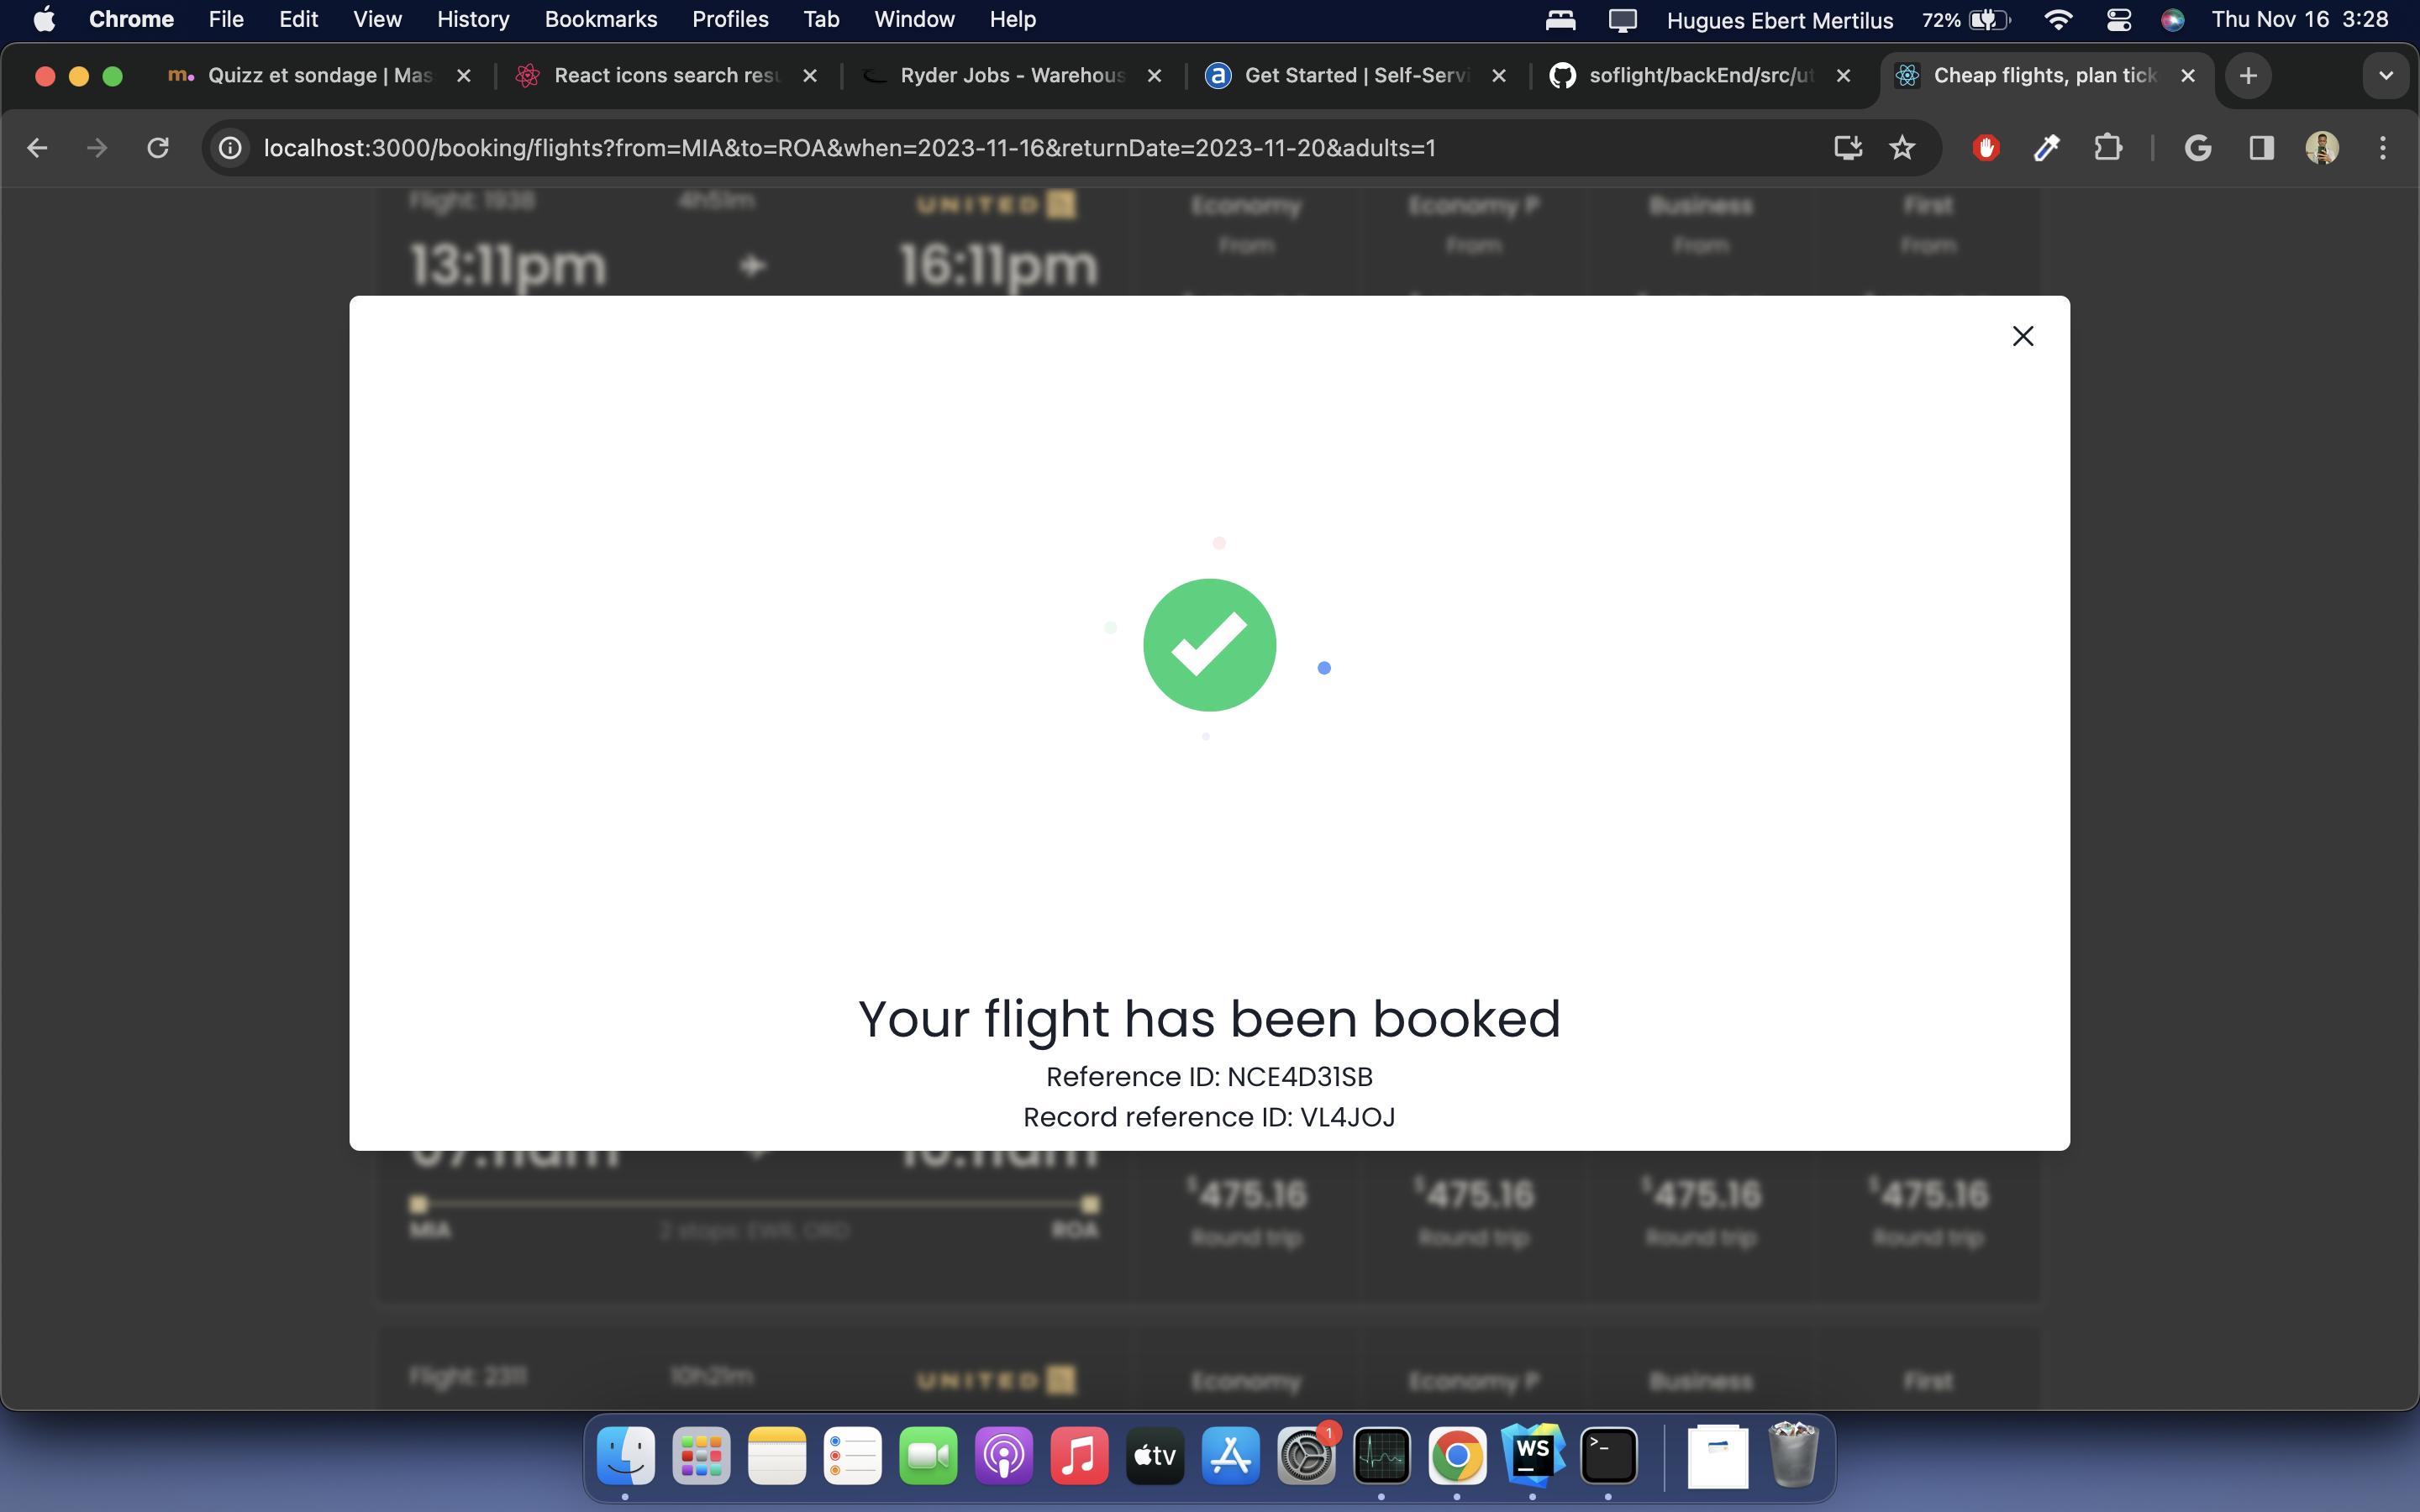 Chrome File Edit View History Bookmarks Profiles Tab Window Help Hugues Ebert Mertilus 72% Thu Nov 16 3:28
m. Quizz et sondage | Mas React icons search resu Ryder Jobs - Warehous a Get Started | Self-Servi soflight/backEnd/src/ut Cheap flights, plan tick
localhost:3000/booking/flights?from=MIA&to=ROA&when=2023-11-16&returnDate=2023-11-20&adults=1 G
Flight: 1938 4h51m UNITED Economy Economy P Business First
From From From From
13:11pm 16:11pm
Your flight has been booked
Reference ID: NCE4D31SB
Record reference ID: VL4JOJ
$475.16 $475.16 $475.16 $475.16
MIA 2 stops: EWR, ORD ROA Round trip Round trip Round trip Round trip
Flight: 2311 10h21m UNITED Economy Economy P Business First
tv 1 WS >_